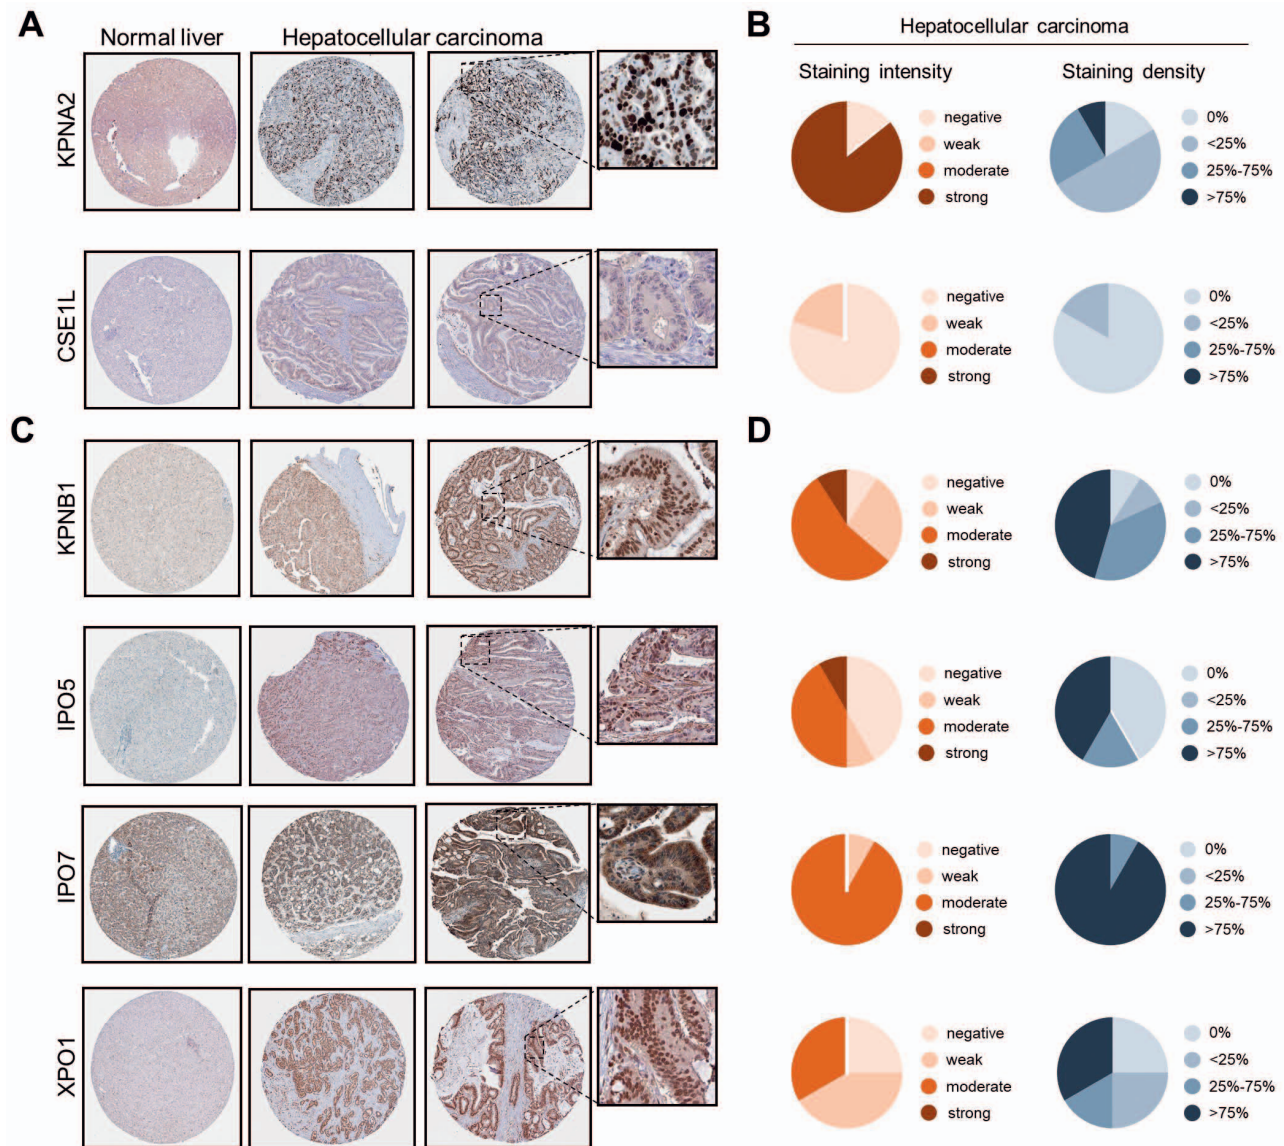 A
Normal liver
Hepatocellular carcinoma
KPNA2
CSE1L
B
Hepatocellular carcinoma
Staining intensity
Staining density
negative
weak
moderate
strong
0%
<25%
25%-75%
>75%
negative
weak
moderate
strong
0%
<25%
25%-75%
>75%
C
KPNB1
IPO5
IPO7
XPO1
D
negative
weak
moderate
strong
0%
<25%
25%-75%
>75%
negative
weak
moderate
strong
0%
<25%
25%-75%
>75%
negative
weak
moderate
strong
0%
<25%
25%-75%
>75%
negative
weak
moderate
strong
0%
<25%
25%-75%
>75%